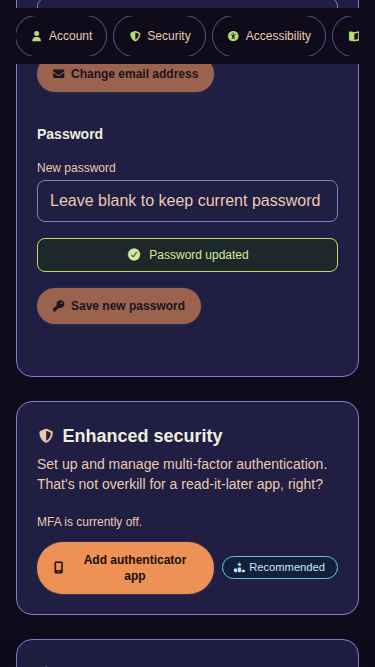 Account
Security
Accessibility
Change email address
Password
New password
Leave blank to keep current password
Password updated
Save new password
Enhanced security
Set up and manage multi-factor authentication.
That's not overkill for a read-it-later app, right?
MFA is currently off.
Add authenticator
app
Recommended